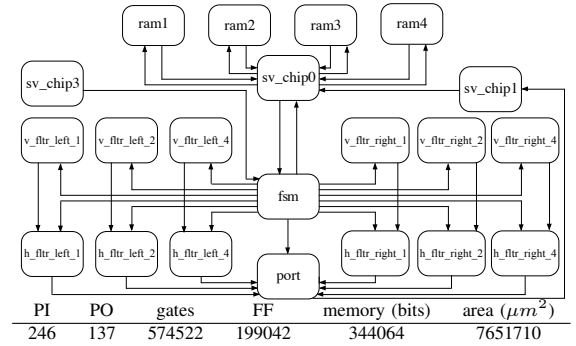 ram1 ram2 ram3 ram4
sv_chip0
sv_chip3 sv_chip1
v_fltr_left_1 v_fltr_left_2 v_fltr_left_4 v_fltr_right_1 v_fltr_right_2 v_fltr_right_4
fsm
h_fltr_left_1 h_fltr_left_2 h_fltr_left_4 h_fltr_right_1 h_fltr_right_2 h_fltr_right_4
port
PI PO gates FF memory (bits) area (μm²)
246 137 574522 199042 344064 7651710